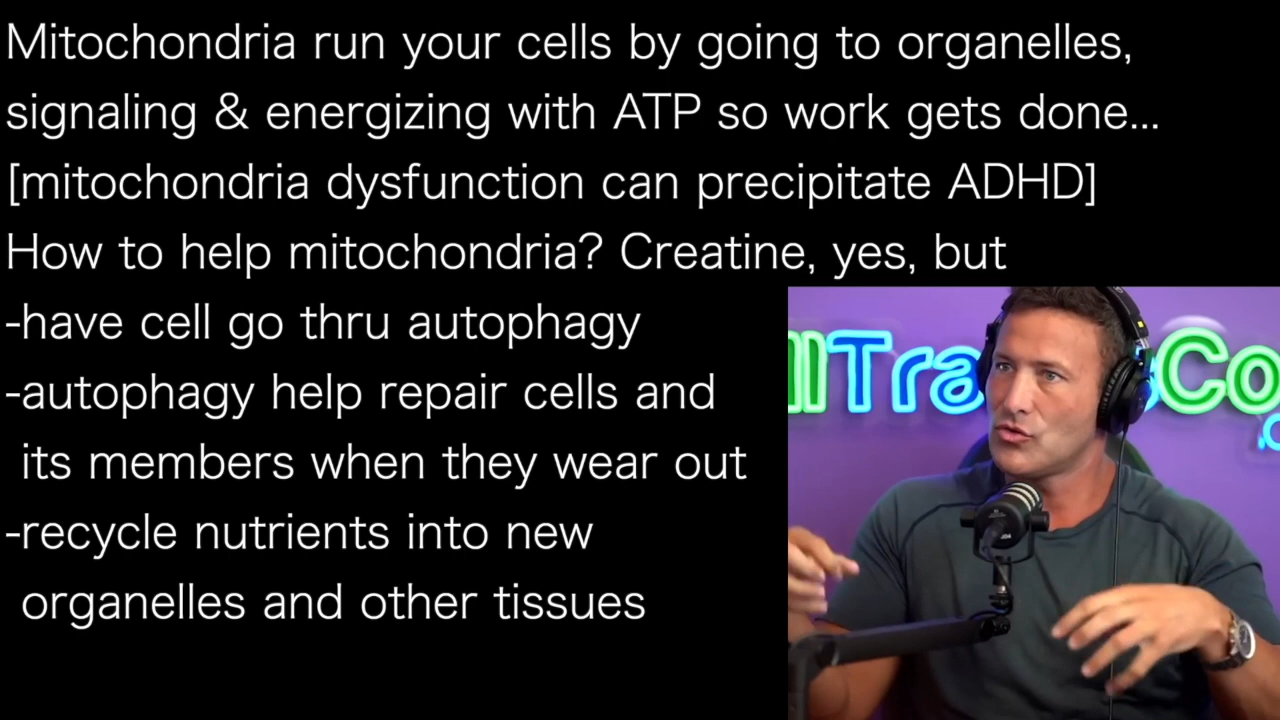 Mitochondria run your cells by going to organelles,
signaling & energizing with ATP so work gets done...
[mitochondria dysfunction can precipitate ADHD]
How to help mitochondria? Creatine, yes, but
-have cell go thru autophagy
-autophagy help repair cells and
its members when they wear out
-recycle nutrients into new
organelles and other tissues